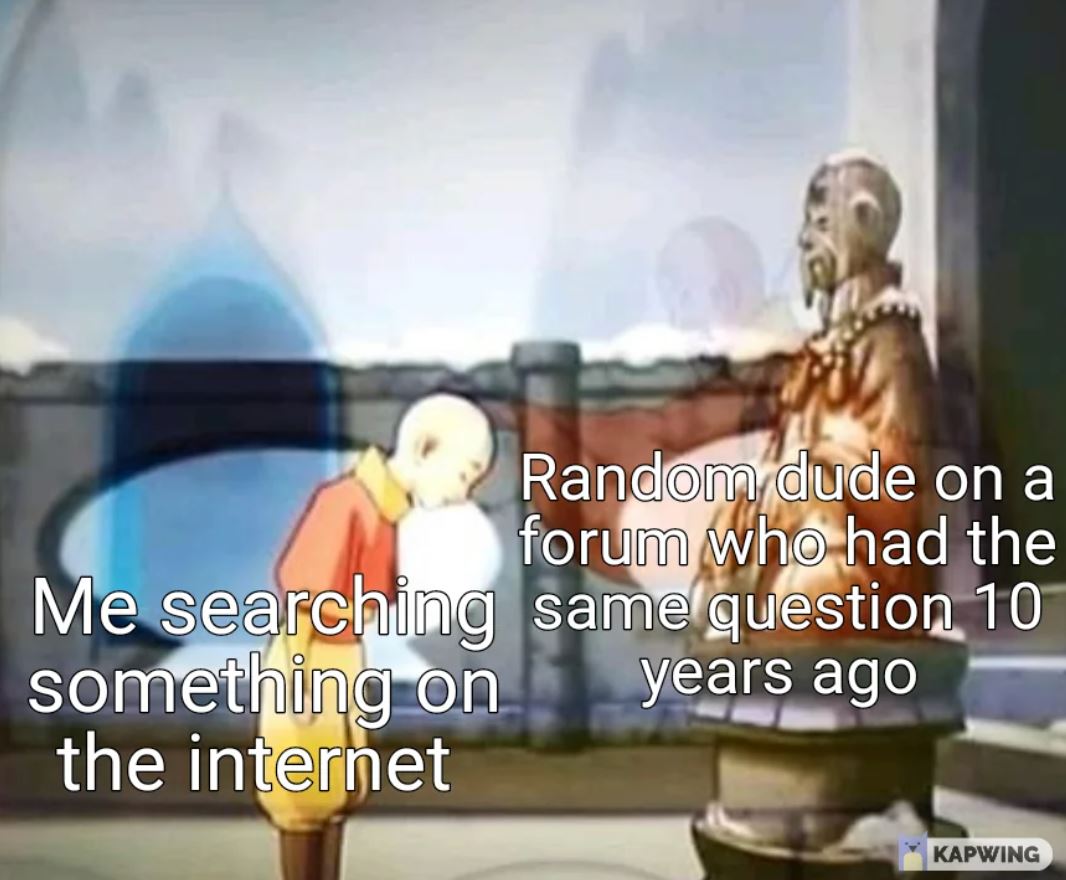 Me searching
something on
the internet
Random dude on a
forum who had the
same question 10
years ago
KAPWING